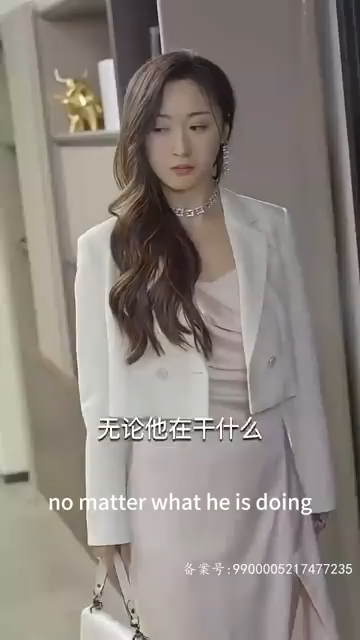 无论他在干什么
no matter what he is doing
备案号:9900005217477235